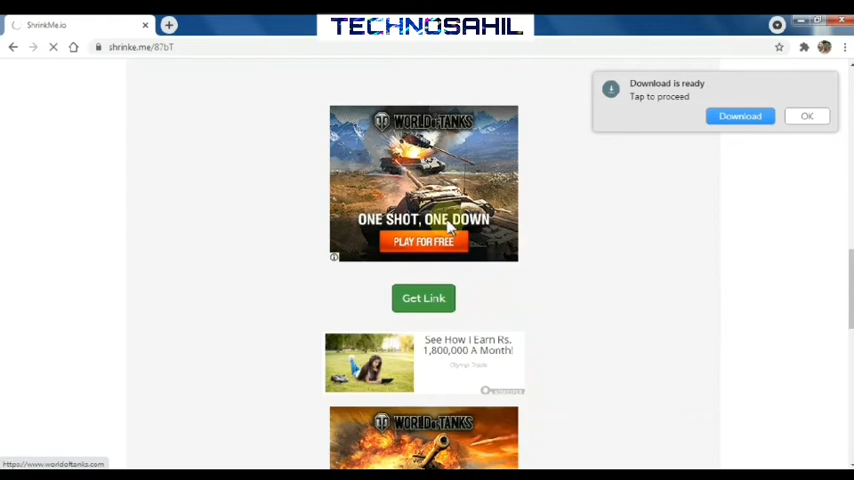 ShrinkMe.io
TECHNOSAHIL
shrinke.me/87bT
Download is ready
Tap to proceed
Download
OK
WORLD OF TANKS
ONE SHOT, ONE DOWN
PLAY FOR FREE
Get Link
See How I Earn Rs.
1,800,000 A Month!
Olymp Trade
WORLD OF TANKS
https://www.worldoftanks.com